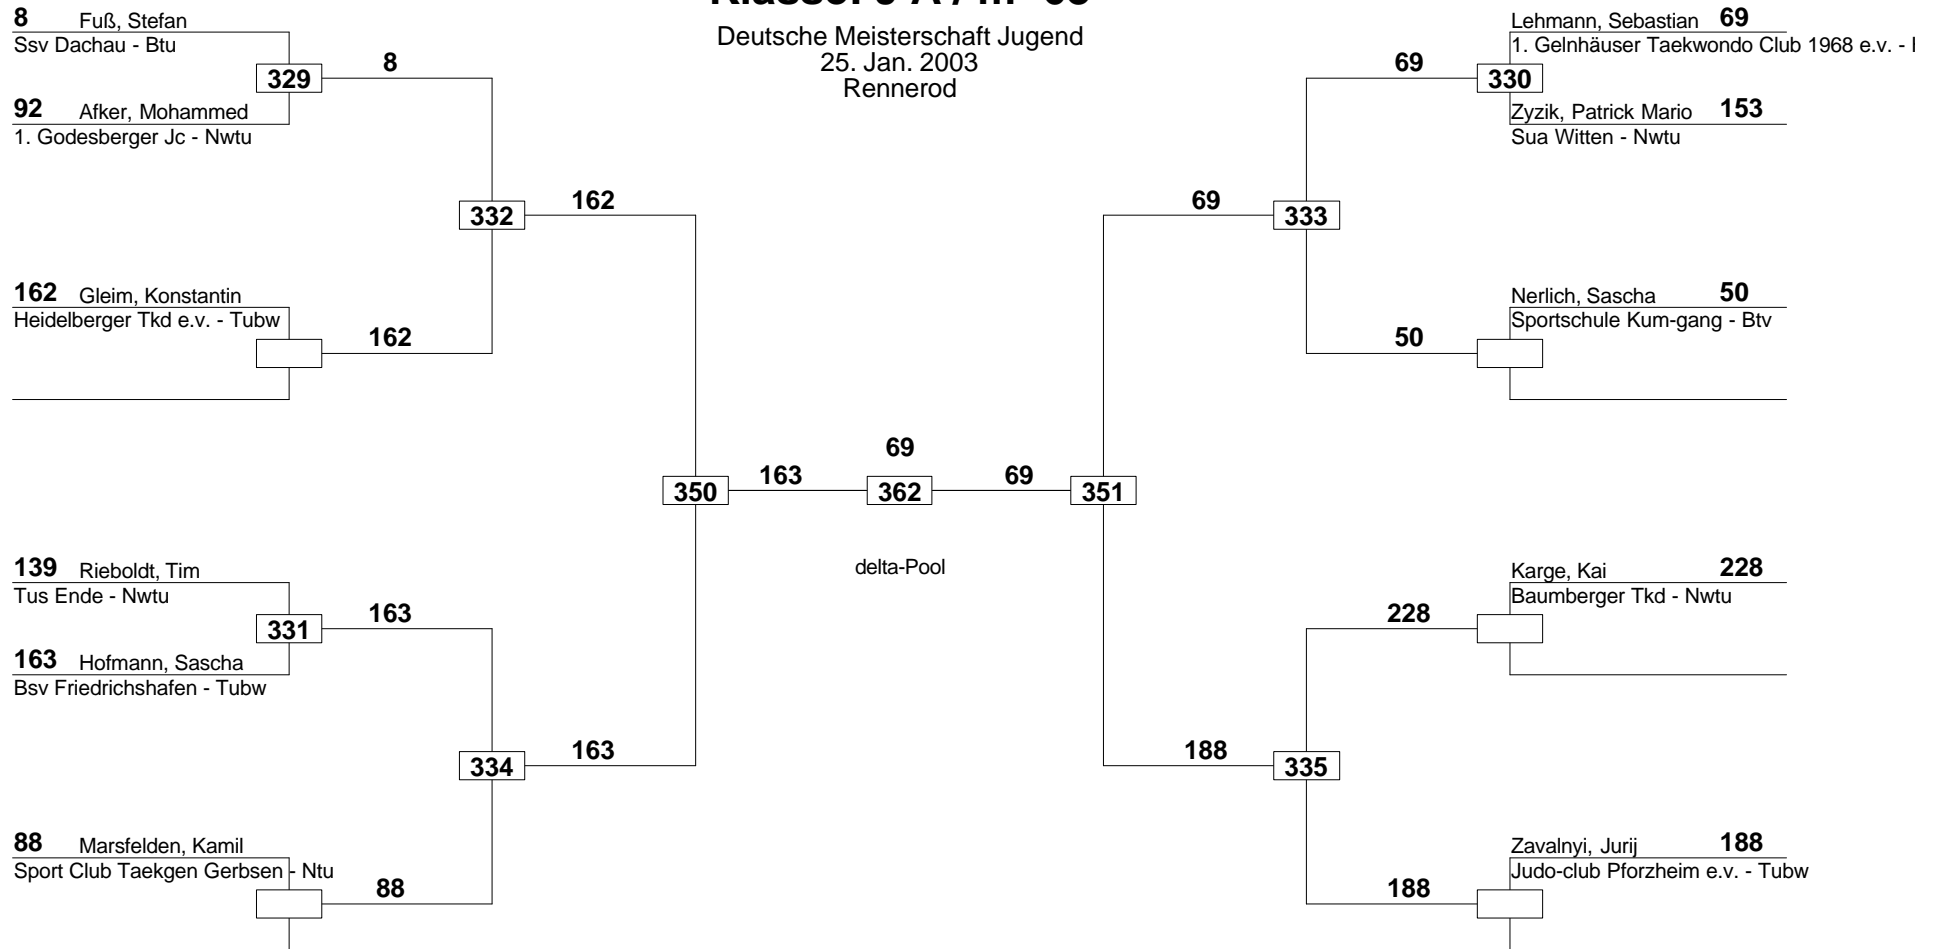 Deutsche Meisterschaft Jugend
25. Jan. 2003
Rennerod
8 Fuß, Stefan
Ssv Dachau - Btu
329
8
92 Afker, Mohammed
1. Godesberger Jc - Nwtu
332
162
162 Gleim, Konstantin
Heidelberger Tkd e.v. - Tubw
162
139 Rieboldt, Tim
Tus Ende - Nwtu
331
163
163 Hofmann, Sascha
Bsv Friedrichshafen - Tubw
334
163
88 Marsfelden, Kamil
Sport Club Taekgen Gerbsen - Ntu
88
350
163
69
362
69
351
delta-Pool
Lehmann, Sebastian 69
1. Gelnhäuser Taekwondo Club 1968 e.v. -
69
330
Zyzik, Patrick Mario 153
Sua Witten - Nwtu
69
333
Nerlich, Sascha 50
Sportschule Kum-gang - Btv
50
Karge, Kai 228
Baumberger Tkd - Nwtu
228
188
335
Zavalnyi, Jurij 188
Judo-club Pforzheim e.v. - Tubw
188